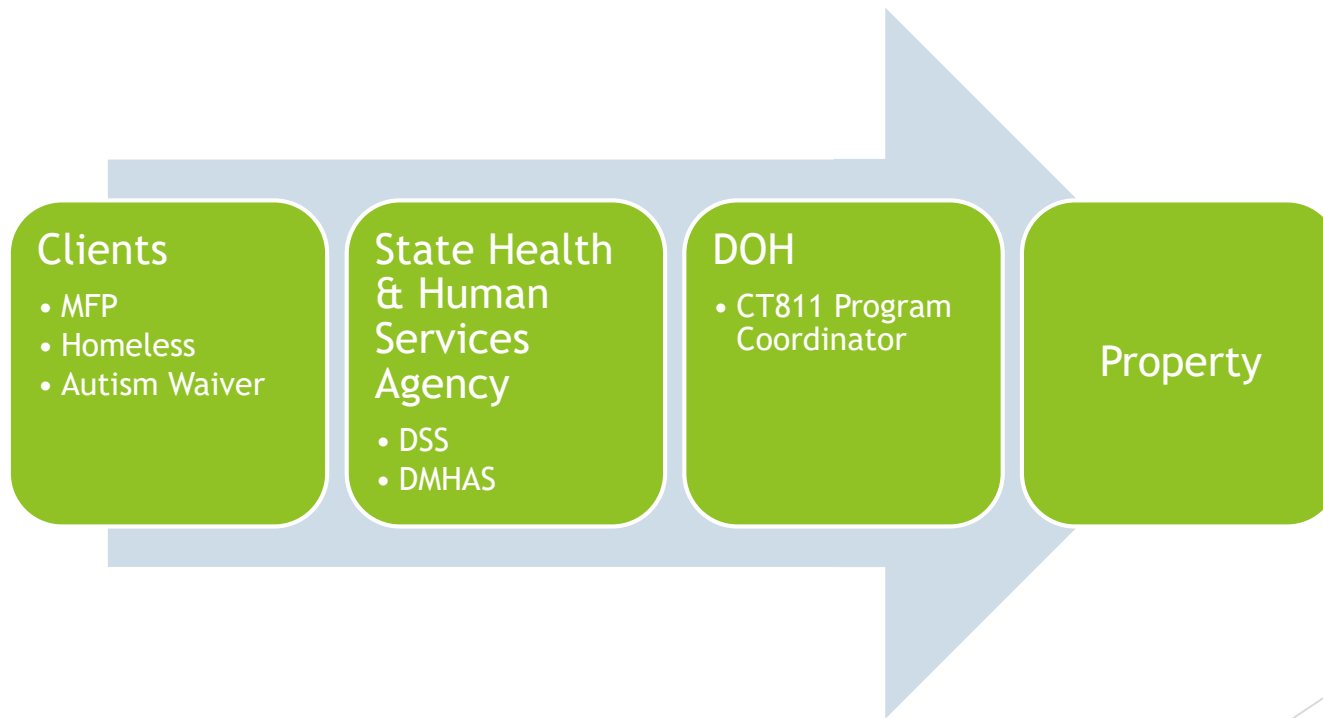 Clients
• MFP
• Homeless
• Autism Waiver
State Health
& Human
Services
Agency
• DSS
• DMHAS
DOH
• CT811 Program
Coordinator
Property